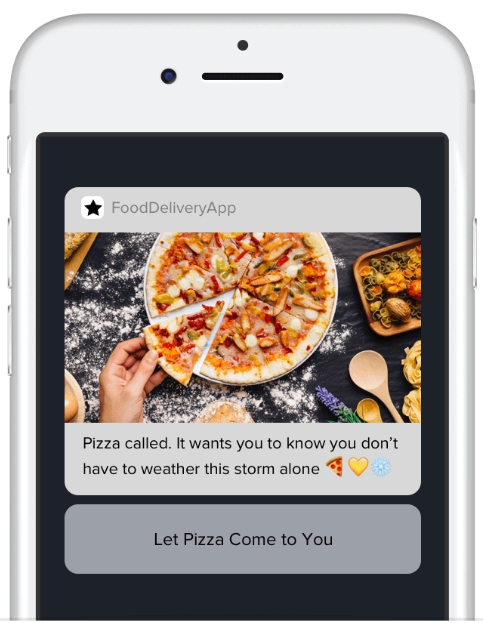 FoodDeliveryApp
Pizza called. It wants you to know you don’t
have to weather this storm alone 🍕💛❄️
Let Pizza Come to You